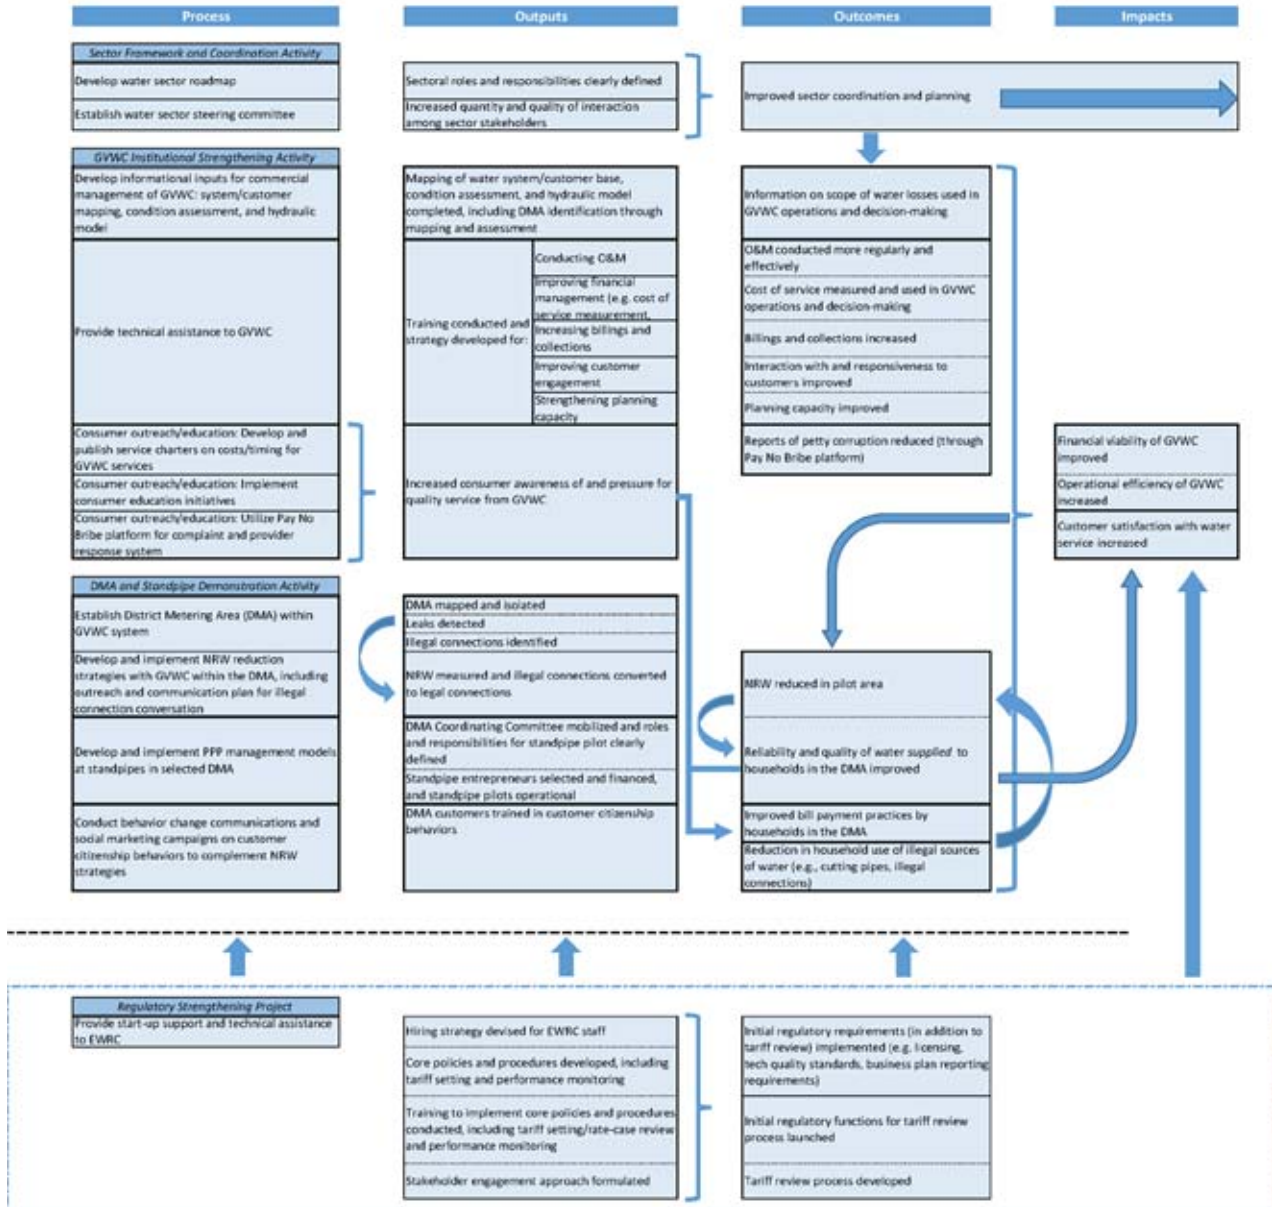 Process
Outputs
Outcomes
Impacts
Sector Framework and Coordination Activity
Develop water sector roadmap
Establish water sector steering committee
Sectoral roles and responsibilities clearly defined
Increased quantity and quality of interaction
among sector stakeholders
Improved sector coordination and planning
GVWC Institutional Strengthening Activity
Develop informational inputs for commercial
management of GVWC: system/customer
mapping, condition assessment, and hydraulic
model
Mapping of water system/customer base,
condition assessment, and hydraulic model
completed, including DMA identification through
mapping and assessment
Information on scope of water losses used in
GVWC operations and decision-making
Provide technical assistance to GVWC
Training conducted and
strategy developed for:
Conducting O&M
Improving financial
management (e.g. cost of
service measurement,
Increasing billings and
collections
Improving customer
engagement
Strengthening planning
capacity
O&M conducted more regularly and
effectively
Cost of service measured and used in GVWC
operations and decision-making
Billings and collections increased
Interaction with and responsiveness to
customers improved
Planning capacity improved
Consumer outreach/education: Develop and
publish service charters on costs/timing for
GVWC services
Consumer outreach/education: Implement
consumer education initiatives
Consumer outreach/education: Utilize Pay No
Bribe platform for complaint and provider
response system
Increased consumer awareness of and pressure for
quality service from GVWC
Reports of petty corruption reduced (through
Pay No Bribe platform)
Financial viability of GVWC
improved
Operational efficiency of GVWC
increased
Customer satisfaction with water
service increased
DMA and Standpipe Demonstration Activity
Establish District Metering Area (DMA) within
GVWC system
Develop and implement NRW reduction
strategies with GVWC within the DMA, including
outreach and communication plan for illegal
connection conversation
Develop and implement PPP management models
at standpipes in selected DMA
Conduct behavior change communications and
social marketing campaigns on customer
citizenship behaviors to complement NRW
strategies
DMA mapped and isolated
Leaks detected
Illegal connections identified
NRW measured and illegal connections converted
to legal connections
DMA Coordinating Committee mobilized and roles
and responsibilities for standpipe pilot clearly
defined
Standpipe entrepreneurs selected and financed,
and standpipe pilots operational
DMA customers trained in customer citizenship
behaviors
NRW reduced in pilot area
Reliability and quality of water supplied to
households in the DMA improved
Improved bill payment practices by
households in the DMA
Reduction in household use of illegal sources
of water (e.g., cutting pipes, illegal
connections)
Regulatory Strengthening Project
Provide start-up support and technical assistance
to EWRC
Hiring strategy devised for EWRC staff
Core policies and procedures developed, including
tariff setting and performance monitoring
Training to implement core policies and procedures
conducted, including tariff setting/rate-case review
and performance monitoring
Stakeholder engagement approach formulated
Initial regulatory requirements (in addition to
tariff review) implemented (e.g. licensing,
tech quality standards, business plan reporting
requirements)
Initial regulatory functions for tariff review
process launched
Tariff review process developed